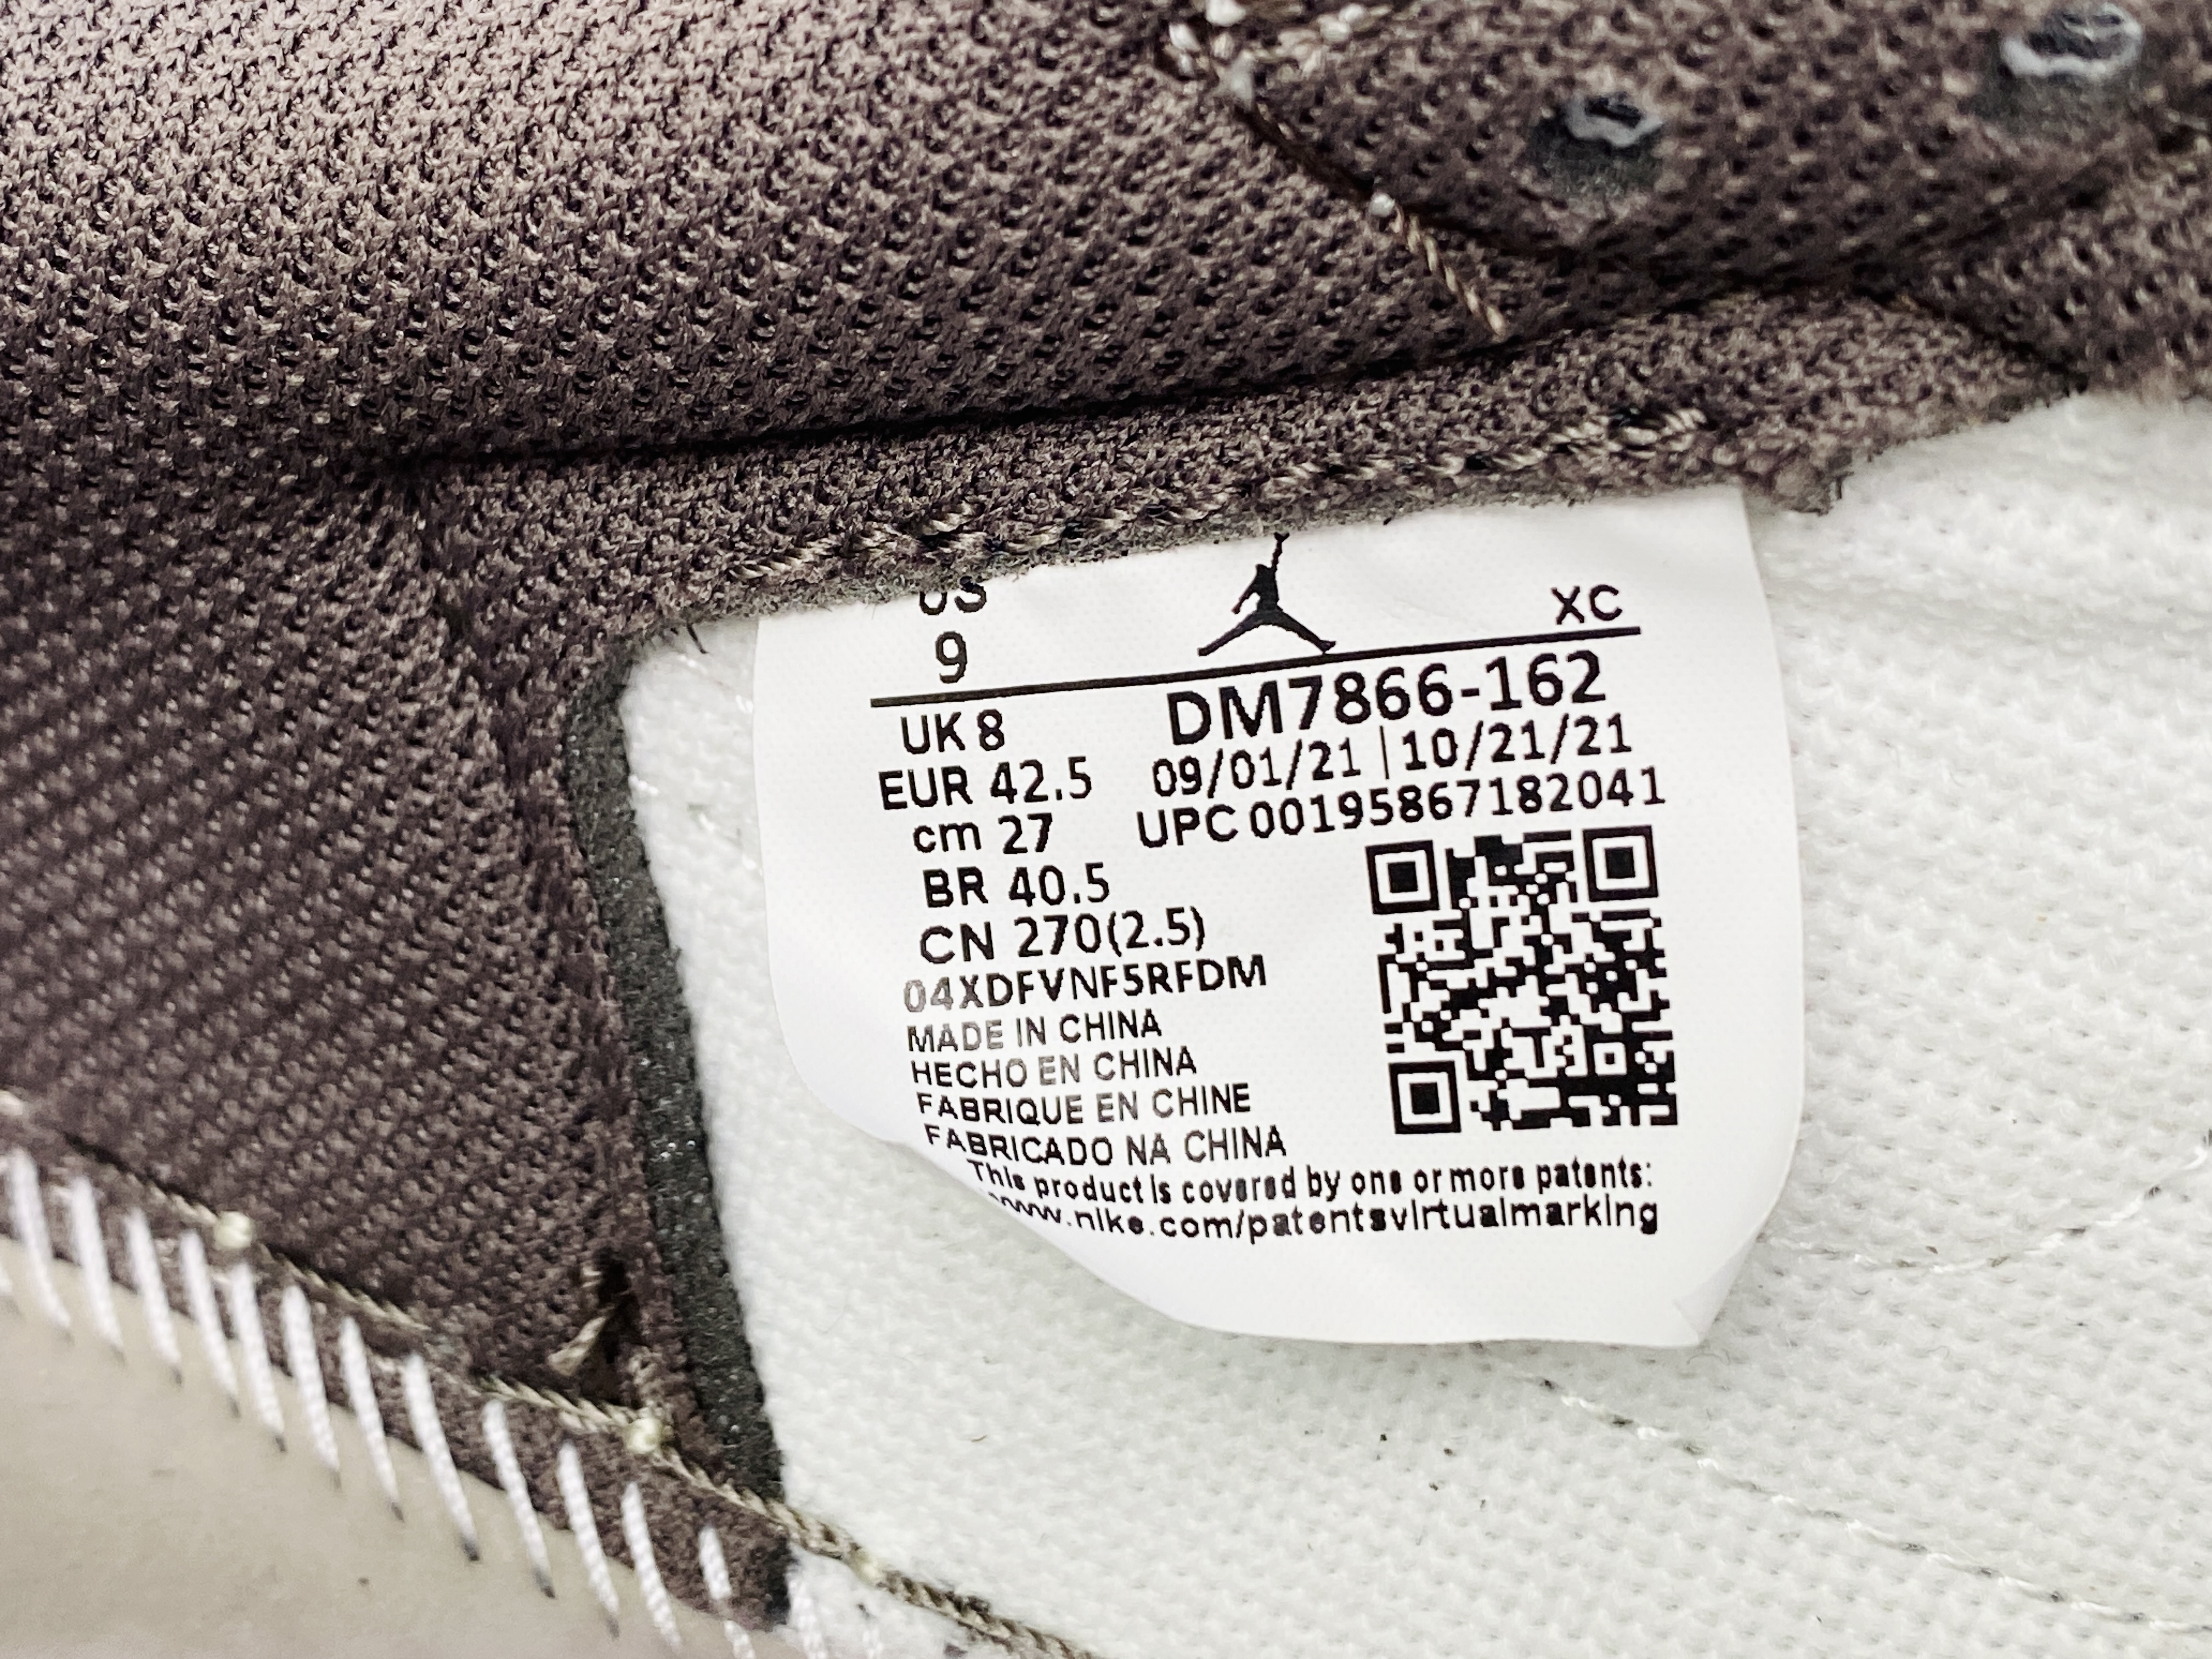 US
9
XC
UK 8
EUR 42.5
cm 27
BR 40.5
CN 270(2.5)
DM7866-162
09/01/21 | 10/21/21
UPC 00195867182041
04XDFVNF5RFDM
MADE IN CHINA
HECHO EN CHINA
FABRIQUE EN CHINE
FABRICADO NA CHINA
This product is covered by one or more patents:
www.nike.com/patentsvirtualmarking